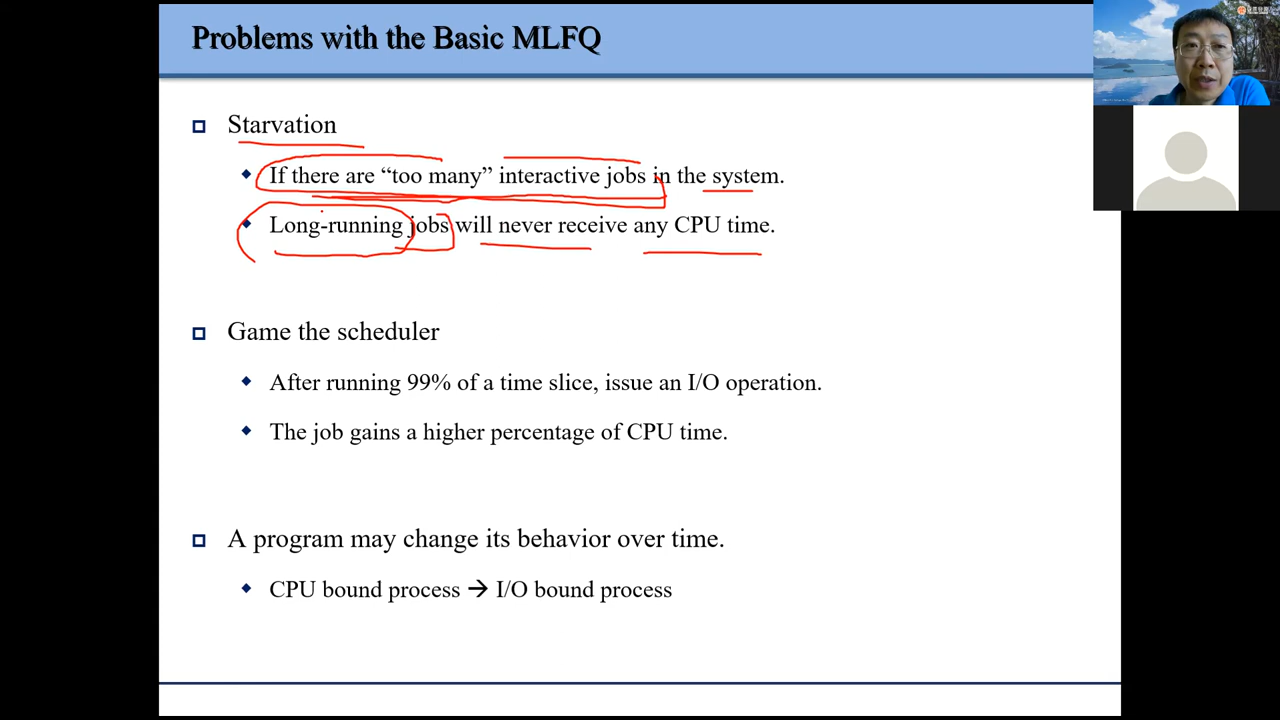 Problems with the Basic MLFQ
Starvation
If there are “too many” interactive jobs in the system.
Long-running jobs will never receive any CPU time.
Game the scheduler
After running 99% of a time slice, issue an I/O operation.
The job gains a higher percentage of CPU time.
A program may change its behavior over time.
CPU bound process → I/O bound process